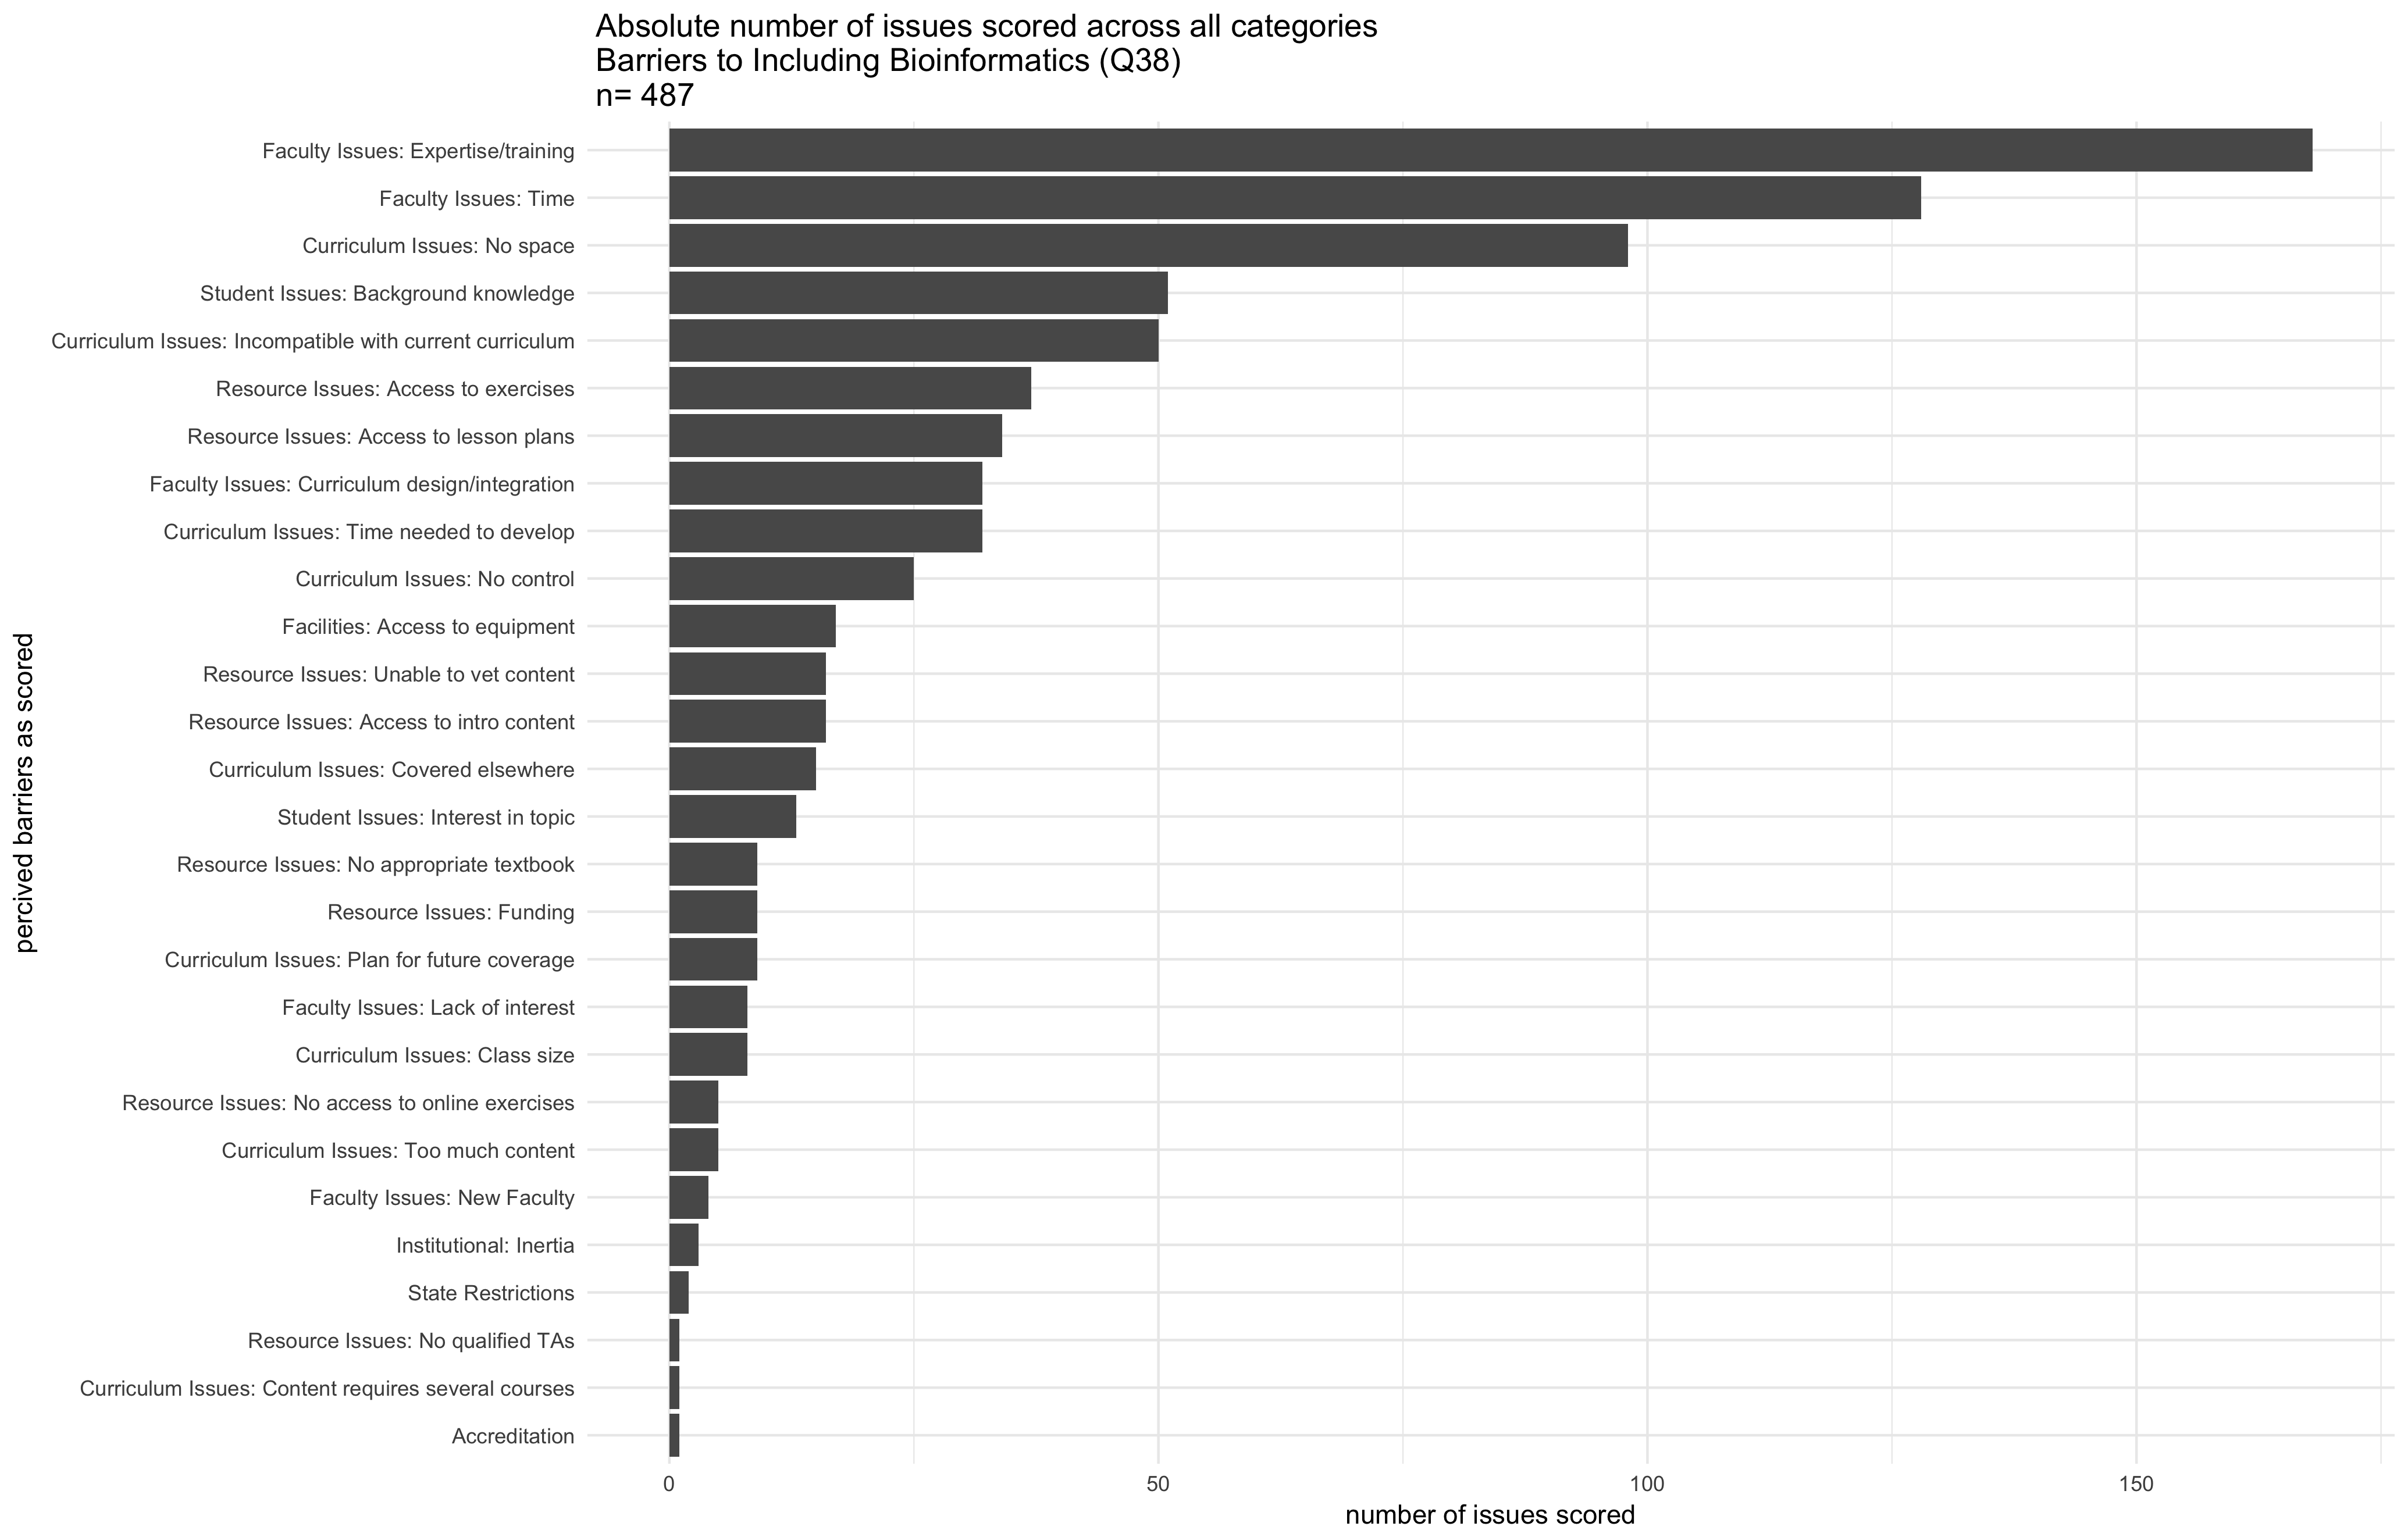 Absolute number of issues scored across all categories
Barriers to Including Bioinformatics (Q38)
n= 487
percived barriers as scored
Faculty Issues: Expertise/training
Faculty Issues: Time
Curriculum Issues: No space
Student Issues: Background knowledge
Curriculum Issues: Incompatible with current curriculum
Resource Issues: Access to exercises
Resource Issues: Access to lesson plans
Faculty Issues: Curriculum design/integration
Curriculum Issues: Time needed to develop
Curriculum Issues: No control
Facilities: Access to equipment
Resource Issues: Unable to vet content
Resource Issues: Access to intro content
Curriculum Issues: Covered elsewhere
Student Issues: Interest in topic
Resource Issues: No appropriate textbook
Resource Issues: Funding
Curriculum Issues: Plan for future coverage
Faculty Issues: Lack of interest
Curriculum Issues: Class size
Resource Issues: No access to online exercises
Curriculum Issues: Too much content
Faculty Issues: New Faculty
Institutional: Inertia
State Restrictions
Resource Issues: No qualified TAs
Curriculum Issues: Content requires several courses
Accreditation
0 50 100 150
number of issues scored